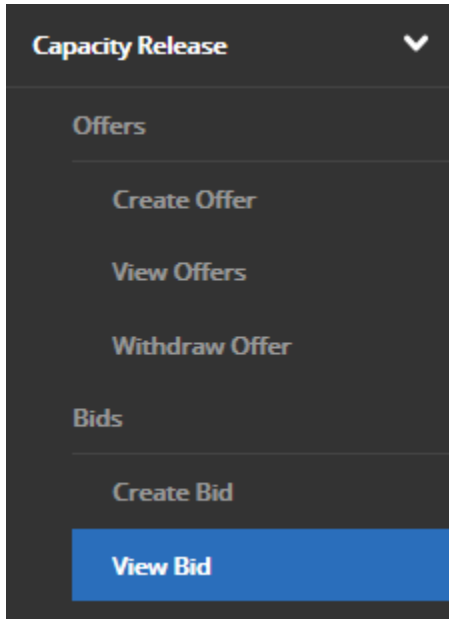 Capacity Release
Offers
Create Offer
View Offers
Withdraw Offer
Bids
Create Bid
View Bid